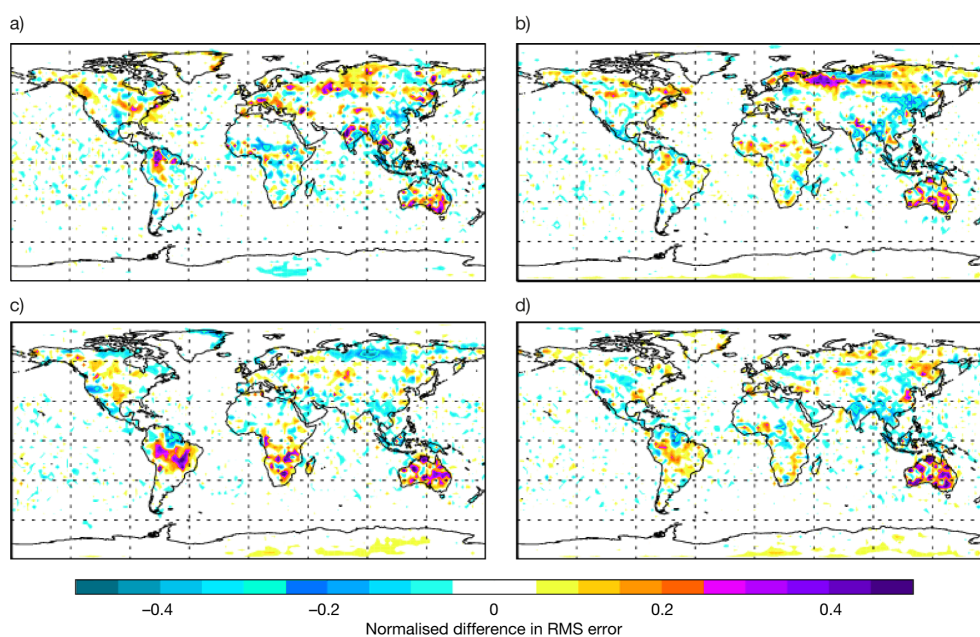 a)
b)
c)
d)
−0.4 −0.2 0 0.2 0.4
Normalised difference in RMS error